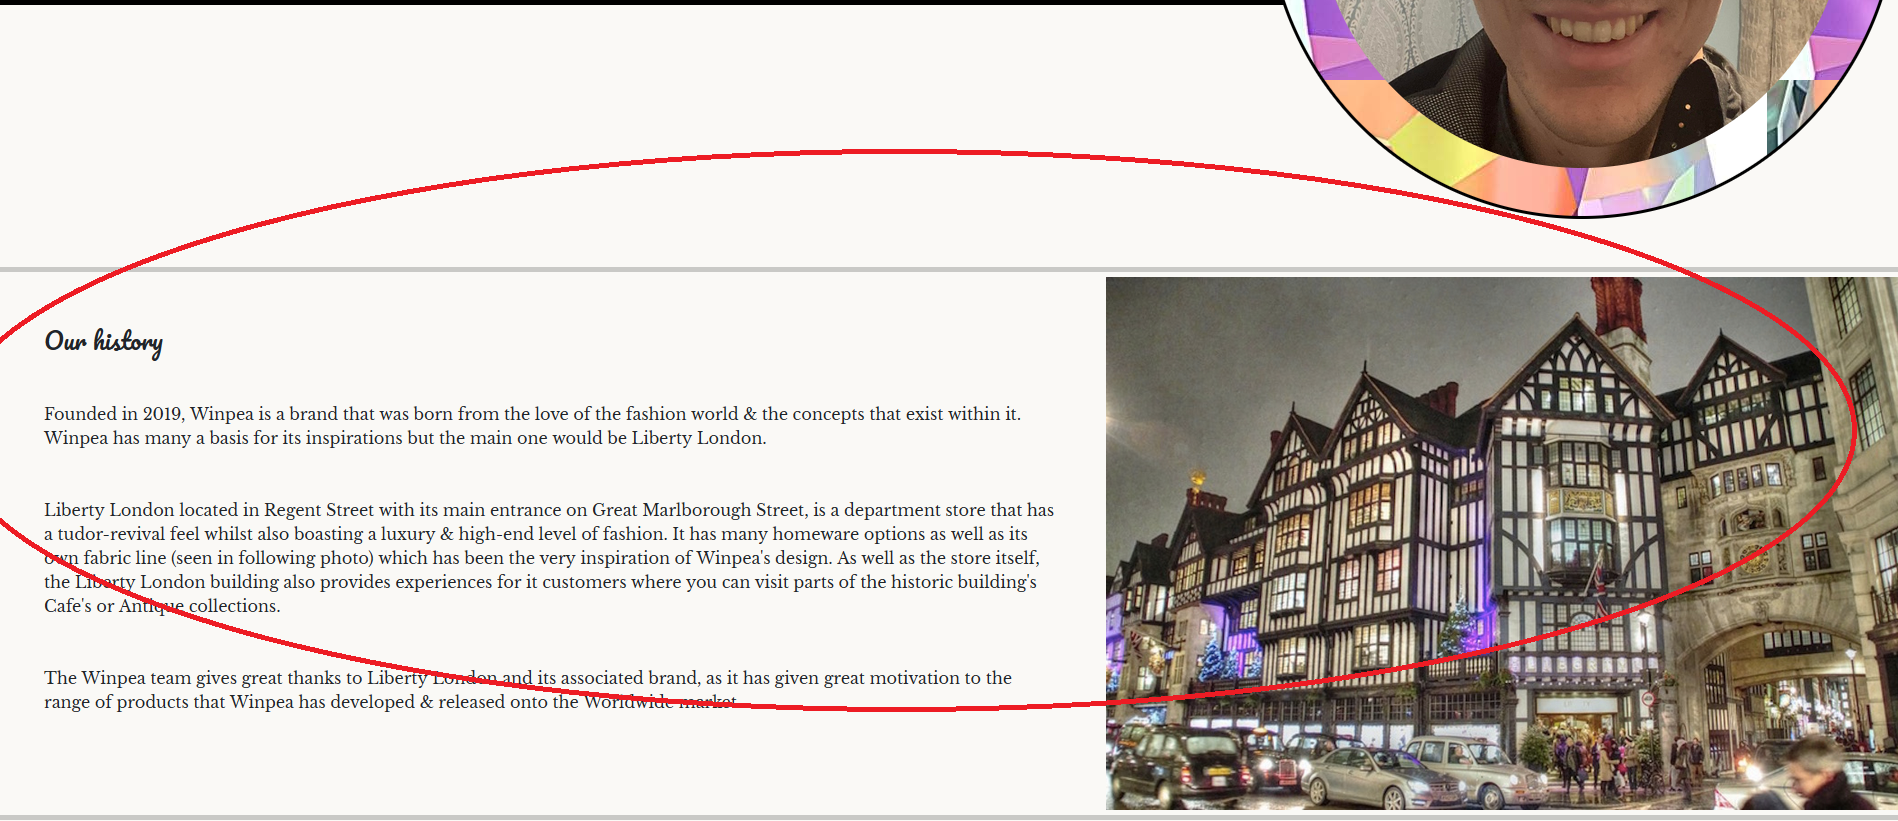 Our history
Founded in 2019, Winpea is a brand that was born from the love of the fashion world & the concepts that exist within it.
Winpea has many a basis for its inspirations but the main one would be Liberty London.
Liberty London located in Regent Street with its main entrance on Great Marlborough Street, is a department store that has
a tudor-revival feel whilst also boasting a luxury & high-end level of fashion. It has many homeware options as well as its
own fabric line (seen in following photo) which has been the very inspiration of Winpea's design. As well as the store itself,
the Liberty London building also provides experiences for it customers where you can visit parts of the historic building's
Cafe's or Antique collections.
The Winpea team gives great thanks to Liberty London and its associated brand, as it has given great motivation to the
range of products that Winpea has developed & released onto the Worldwide market.